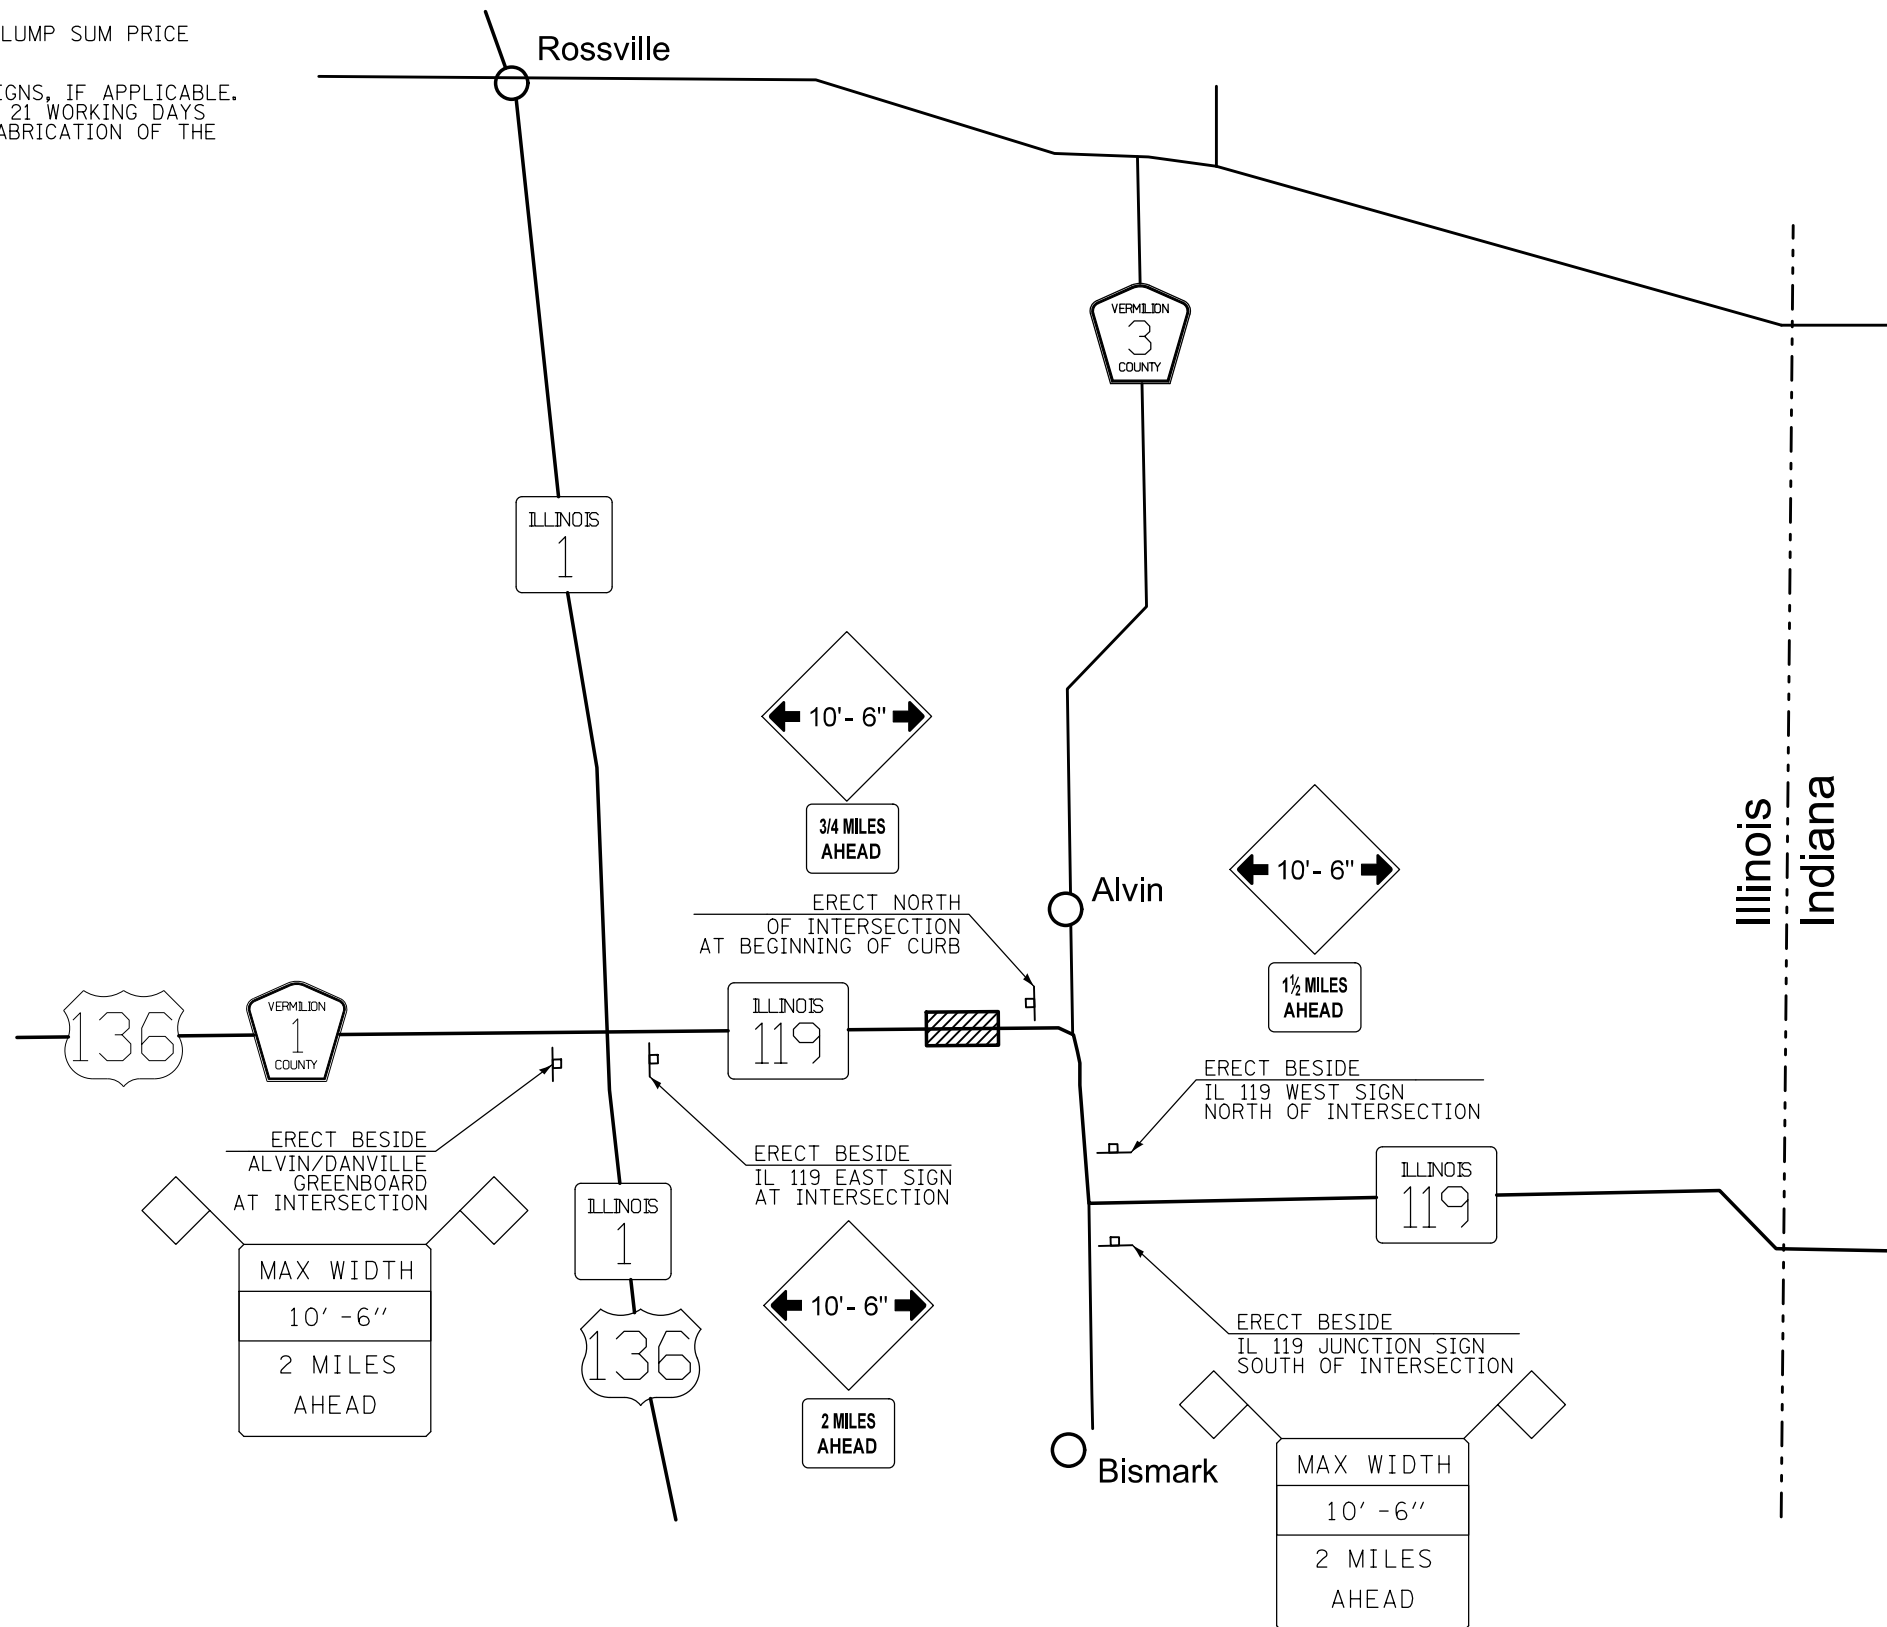 LUMP SUM PRICE
IGNS, IF APPLICABLE.
21 WORKING DAYS
ABRICATION OF THE
Rossville
VERMILION
3
COUNTY
ILLINOIS
1
10'- 6"
3/4 MILES
AHEAD
10'- 6"
1½ MILES
AHEAD
Illinois
Indiana
Alvin
ERECT NORTH
OF INTERSECTION
AT BEGINNING OF CURB
136
VERMILION
1
COUNTY
ILLINOIS
119
ERECT BESIDE
IL 119 WEST SIGN
NORTH OF INTERSECTION
ERECT BESIDE
ALVIN/DANVILLE
GREENBOARD
AT INTERSECTION
ERECT BESIDE
IL 119 EAST SIGN
AT INTERSECTION
ILLINOIS
119
ILLINOIS
1
MAX WIDTH
10' -6"
2 MILES
AHEAD
136
10'- 6"
2 MILES
AHEAD
ERECT BESIDE
IL 119 JUNCTION SIGN
SOUTH OF INTERSECTION
Bismark
MAX WIDTH
10' -6"
2 MILES
AHEAD